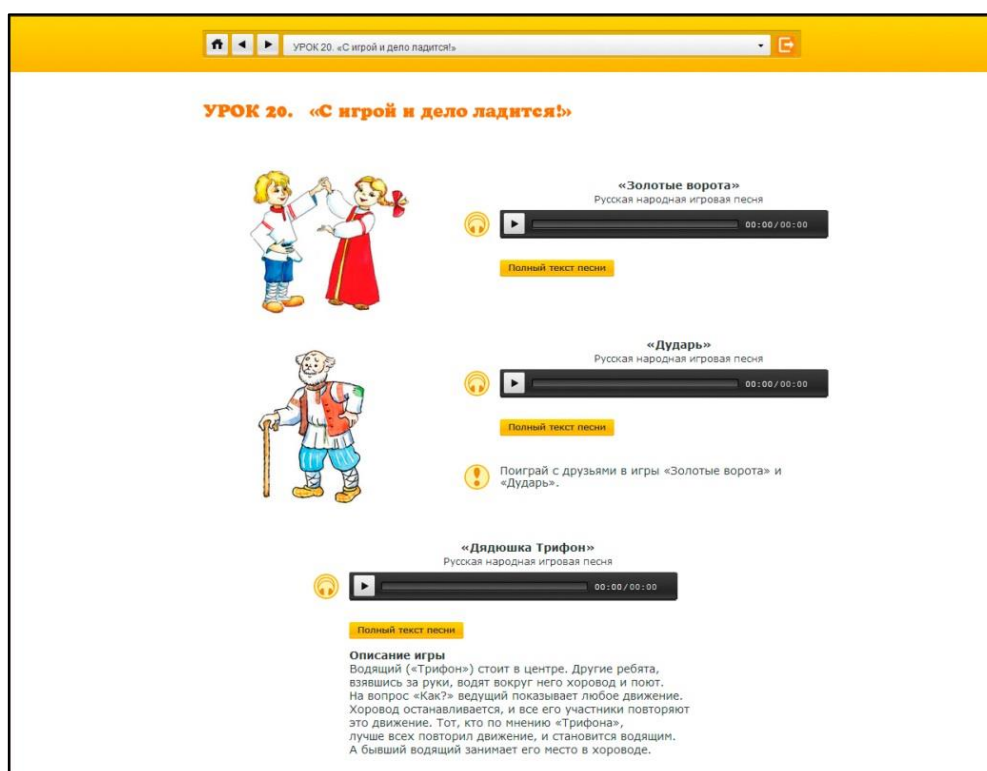 УРОК 20. «С игрой и дело ладится!»
УРОК 20. «С игрой и дело ладится!»
«Золотые ворота»
Русская народная игровая песня
00:00/00:00
Полный текст песни
«Дударь»
Русская народная игровая песня
00:00/00:00
Полный текст песни
Поиграй с друзьями в игры «Золотые ворота» и
«Дударь».
«Дядюшка Трифон»
Русская народная игровая песня
00:00/00:00
Полный текст песни
Описание игры
Водящий («Трифон») стоит в центре. Другие ребята,
взявшись за руки, водят вокруг него хоровод и поют.
На вопрос «Как?» ведущий показывает любое движение.
Хоровод останавливается, и все его участники повторяют
это движение. Тот, кто по мнению «Трифона»,
лучше всех повторил движение, и становится водящим.
А бывший водящий занимает его место в хороводе.